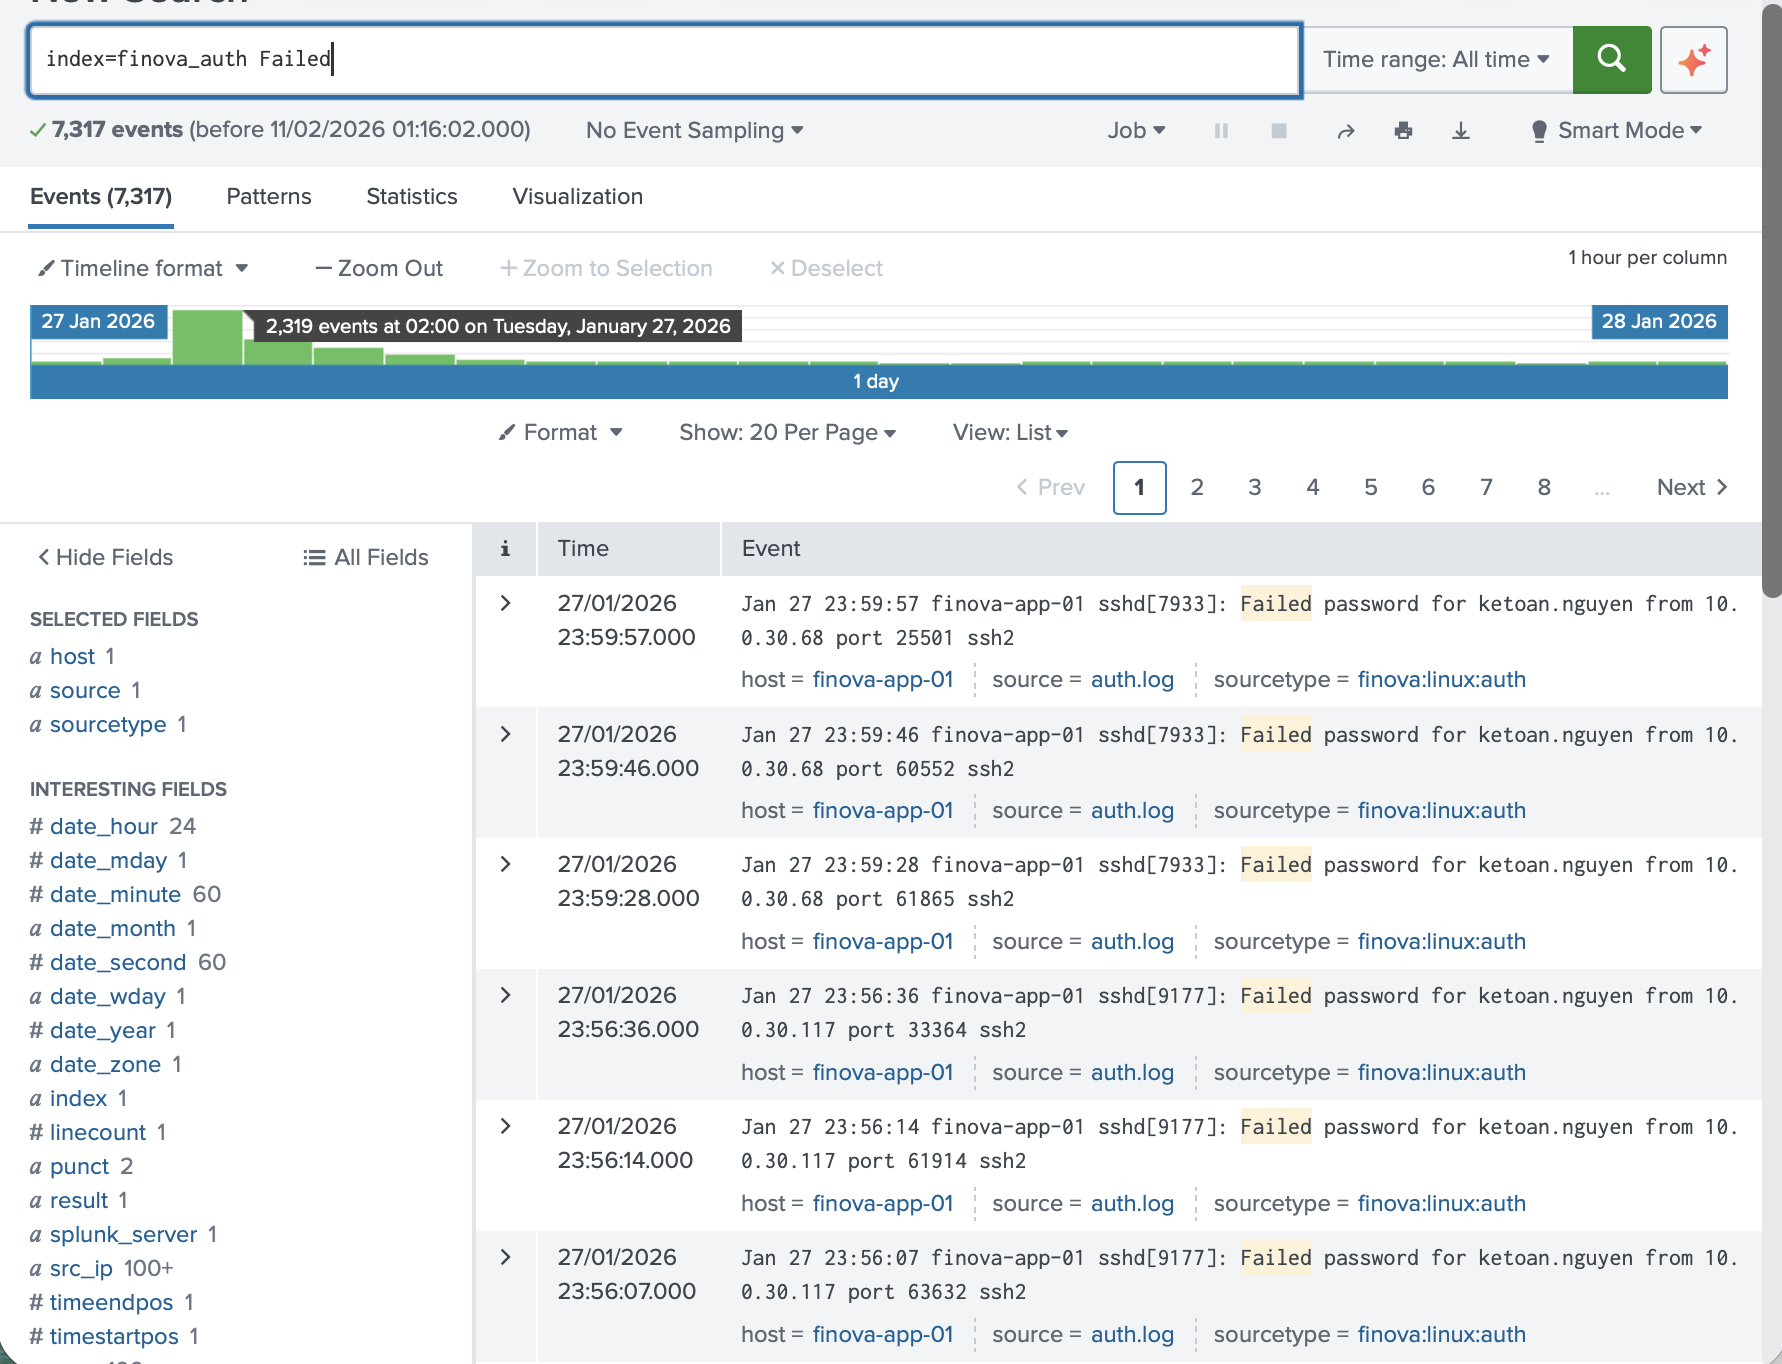 New Search
index=finova_auth Failed
Time range: All time
7,317 events (before 11/02/2026 01:16:02.000)
No Event Sampling
Job
Smart Mode
Events (7,317)
Patterns
Statistics
Visualization
Timeline format
Zoom Out
+ Zoom to Selection
× Deselect
1 hour per column
27 Jan 2026
2,319 events at 02:00 on Tuesday, January 27, 2026
28 Jan 2026
1 day
Format
Show: 20 Per Page
View: List
Prev
1
2
3
4
5
6
7
8
...
Next
Hide Fields
All Fields
SELECTED FIELDS
a host 1
a source 1
a sourcetype 1
INTERESTING FIELDS
# date_hour 24
# date_mday 1
# date_minute 60
a date_month 1
# date_second 60
a date_wday 1
# date_year 1
a date_zone 1
a index 1
# linecount 1
a punct 2
a result 1
a splunk_server 1
a src_ip 100+
# timeendpos 1
# timestartpos 1
i
Time
Event
27/01/2026
23:59:57.000
Jan 27 23:59:57 finova-app-01 sshd[7933]: Failed password for ketoan.nguyen from 10.
0.30.68 port 25501 ssh2
host = finova-app-01 source = auth.log sourcetype = finova:linux:auth
27/01/2026
23:59:46.000
Jan 27 23:59:46 finova-app-01 sshd[7933]: Failed password for ketoan.nguyen from 10.
0.30.68 port 60552 ssh2
host = finova-app-01 source = auth.log sourcetype = finova:linux:auth
27/01/2026
23:59:28.000
Jan 27 23:59:28 finova-app-01 sshd[7933]: Failed password for ketoan.nguyen from 10.
0.30.68 port 61865 ssh2
host = finova-app-01 source = auth.log sourcetype = finova:linux:auth
27/01/2026
23:56:36.000
Jan 27 23:56:36 finova-app-01 sshd[9177]: Failed password for ketoan.nguyen from 10.
0.30.117 port 33364 ssh2
host = finova-app-01 source = auth.log sourcetype = finova:linux:auth
27/01/2026
23:56:14.000
Jan 27 23:56:14 finova-app-01 sshd[9177]: Failed password for ketoan.nguyen from 10.
0.30.117 port 61914 ssh2
host = finova-app-01 source = auth.log sourcetype = finova:linux:auth
27/01/2026
23:56:07.000
Jan 27 23:56:07 finova-app-01 sshd[9177]: Failed password for ketoan.nguyen from 10.
0.30.117 port 63632 ssh2
host = finova-app-01 source = auth.log sourcetype = finova:linux:auth